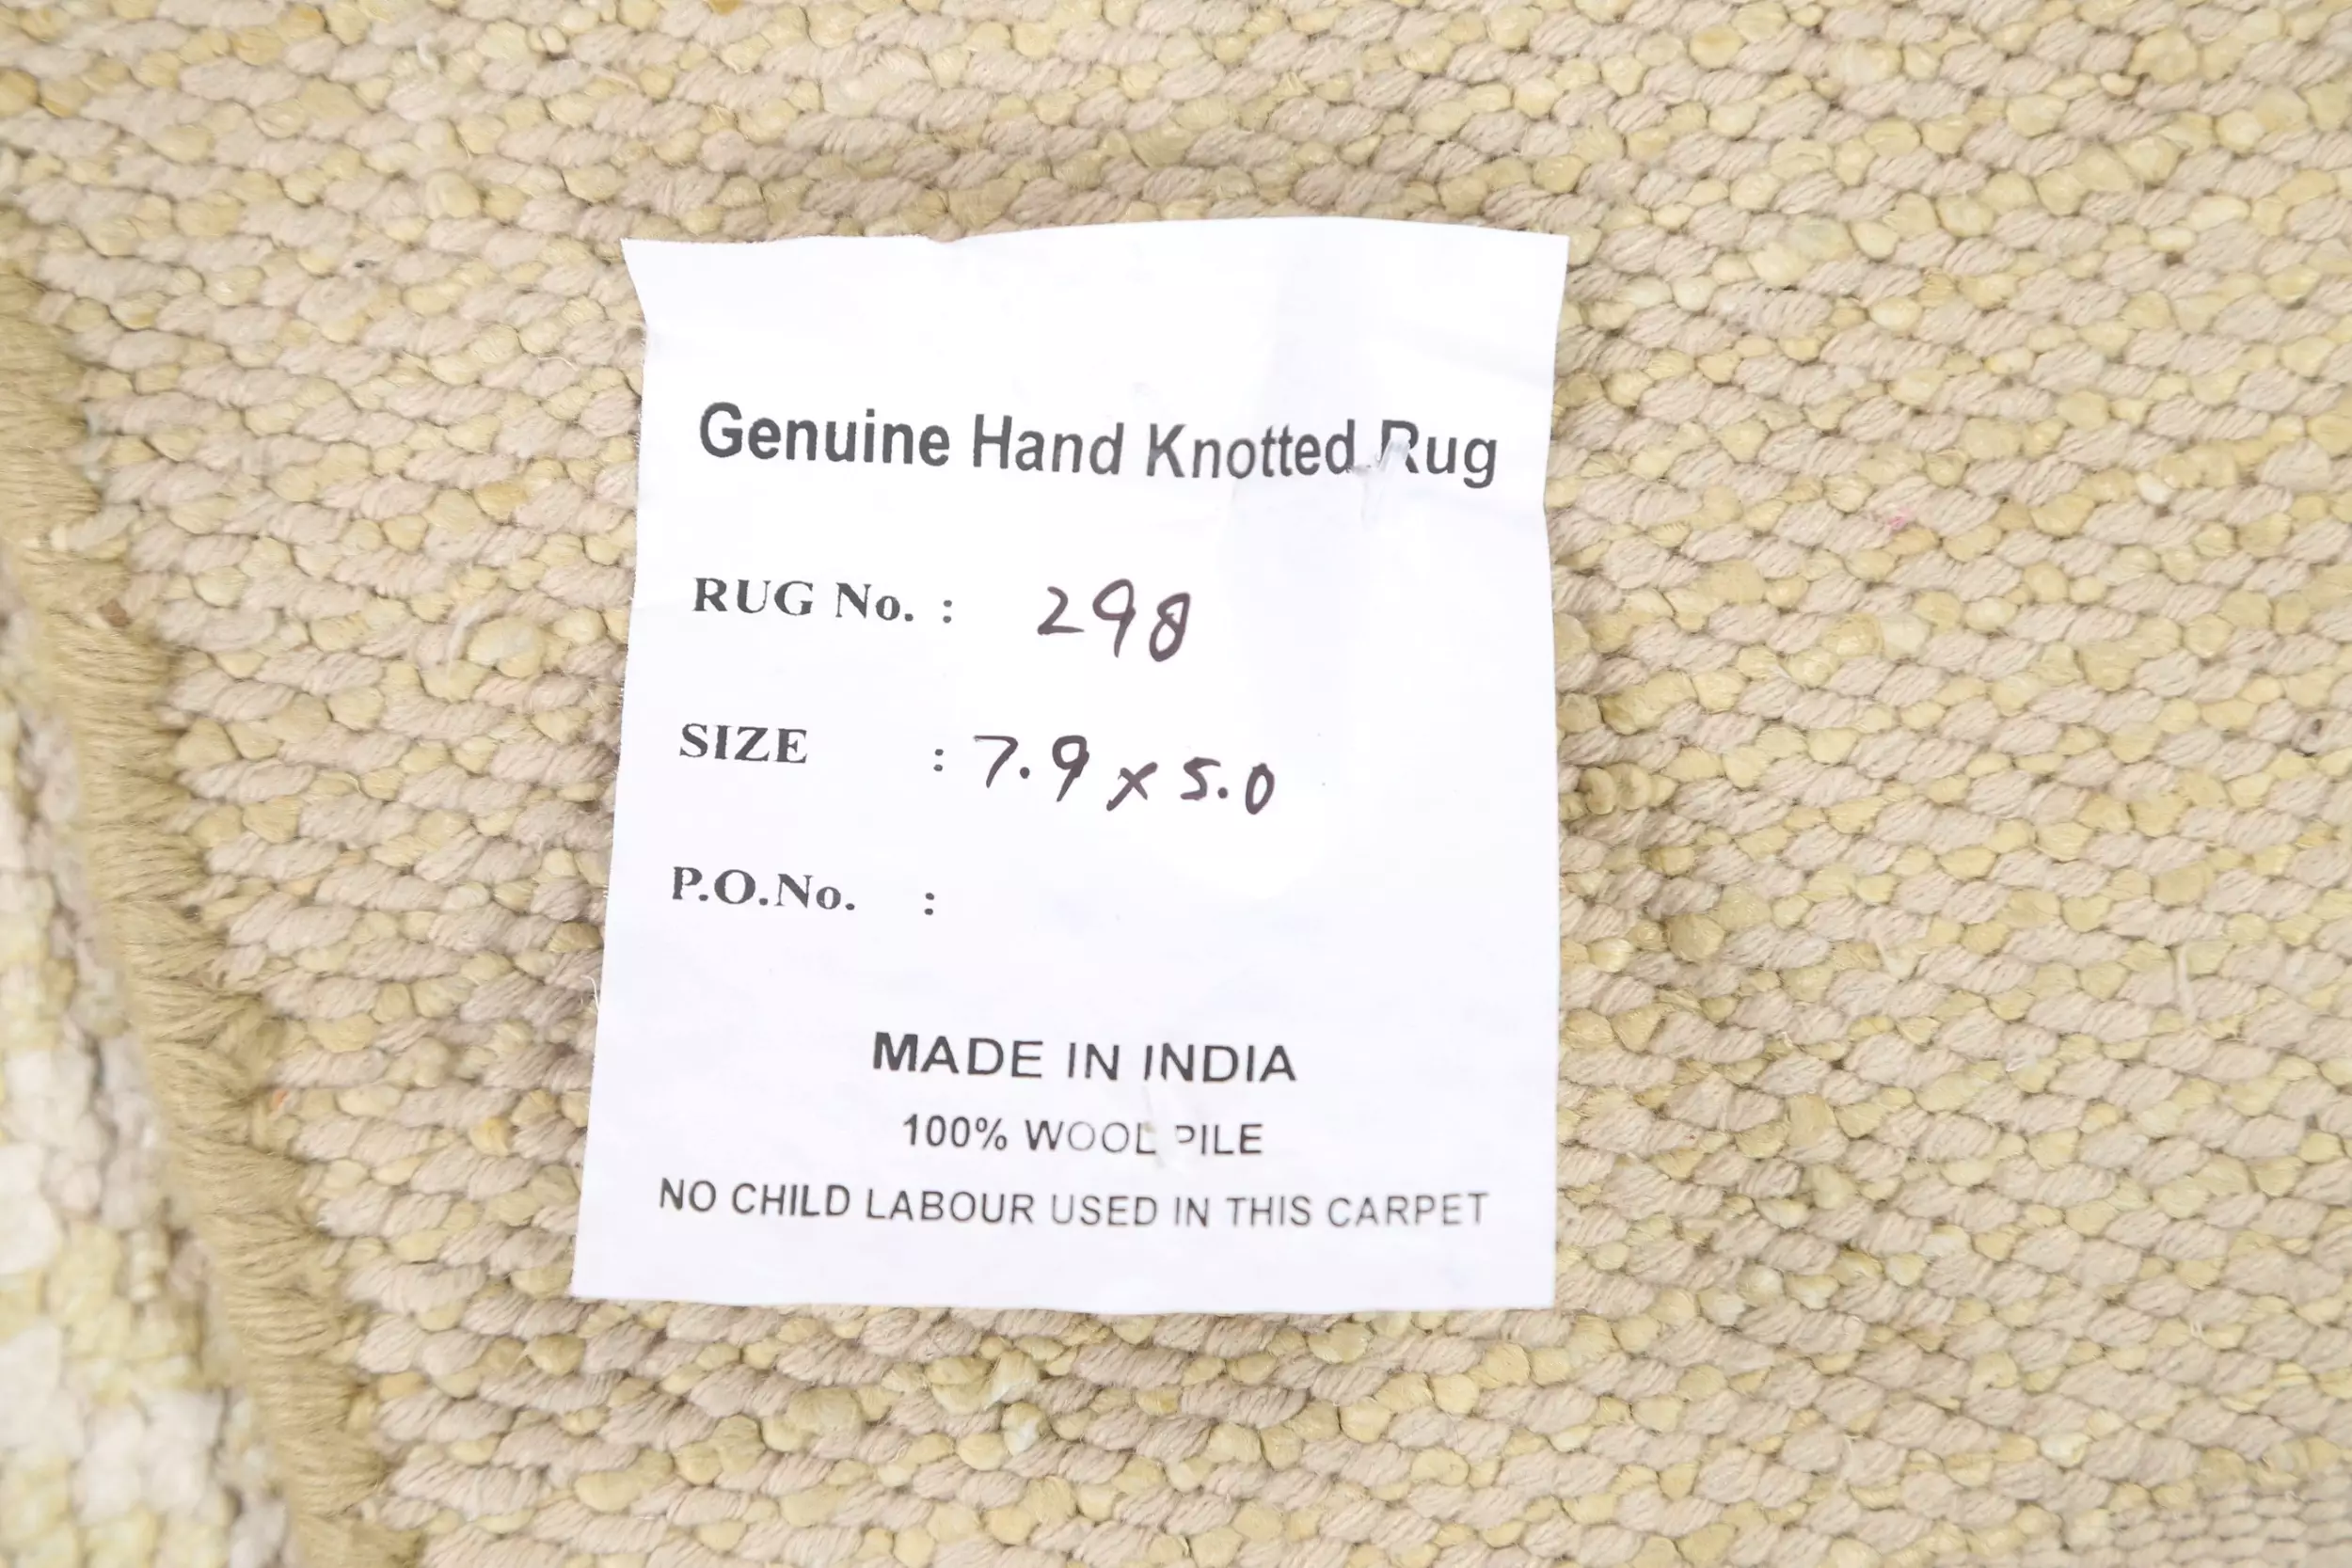 Genuine Hand Knotted Rug
RUG No. : 298
SIZE : 7.9 x 5.0
P.O.No. :
MADE IN INDIA
100% WOOL PILE
NO CHILD LABOUR USED IN THIS CARPET